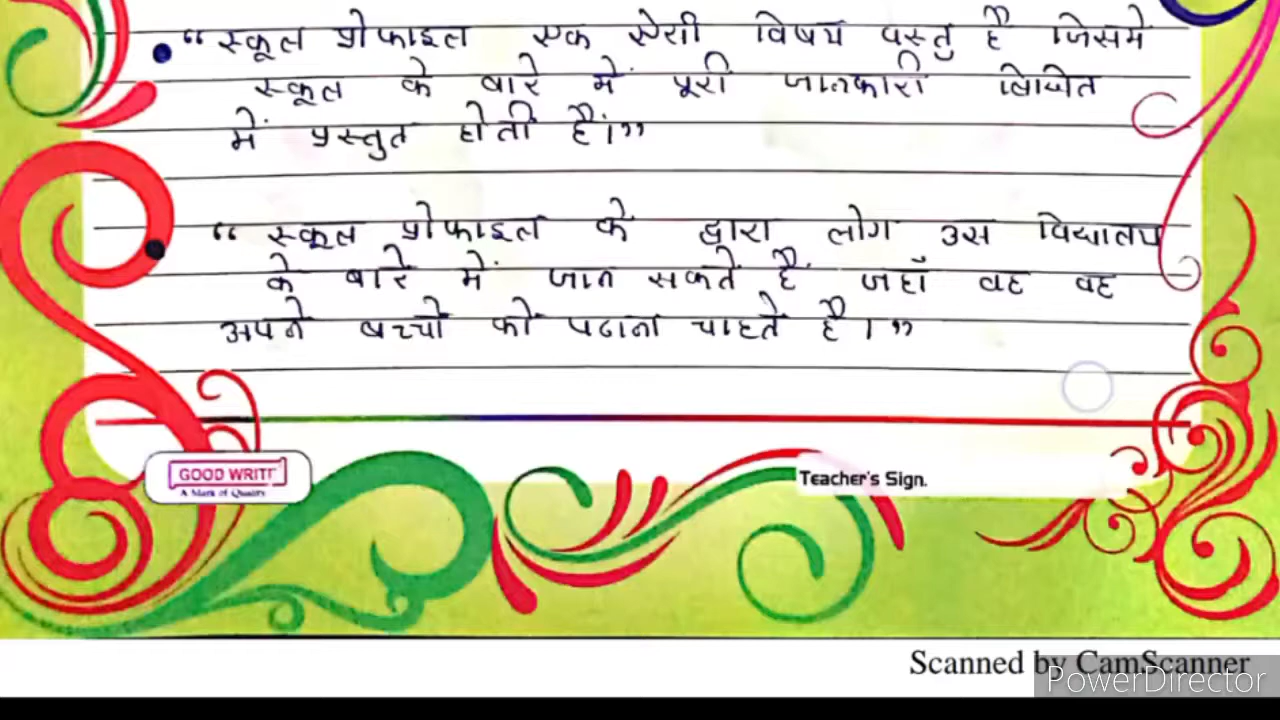 “ स्कूल प्रोफाइल एक ऐसी विषय वस्तु है जिसमे
स्कूल के बारे में पूरी जानकारी
में प्रस्तुत होती हैं।”
“ स्कूल प्रोफाइल के द्वारा लोग उस विद्यालय
के बारे में जान सकते हैं जहाँ वह वह
अपने बच्चो को पढाना चाहते है।”
GOOD WRITE
A Mark of Quality
Teacher's Sign.
Scanned by CamScanner
PowerDirector